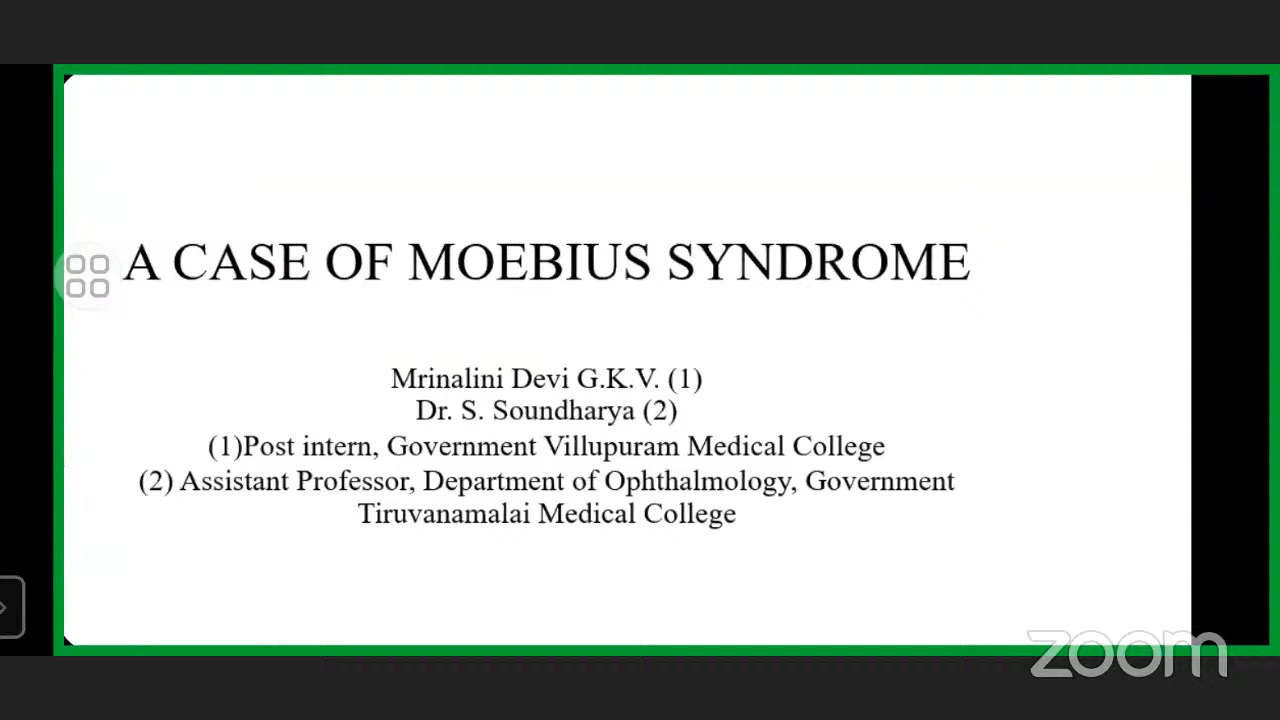 A CASE OF MOEBIUS SYNDROME
Mrinalini Devi G.K.V. (1)
Dr. S. Soundharya (2)
(1)Post intern, Government Villupuram Medical College
(2) Assistant Professor, Department of Ophthalmology, Government
Tiruvanamalai Medical College
zoom